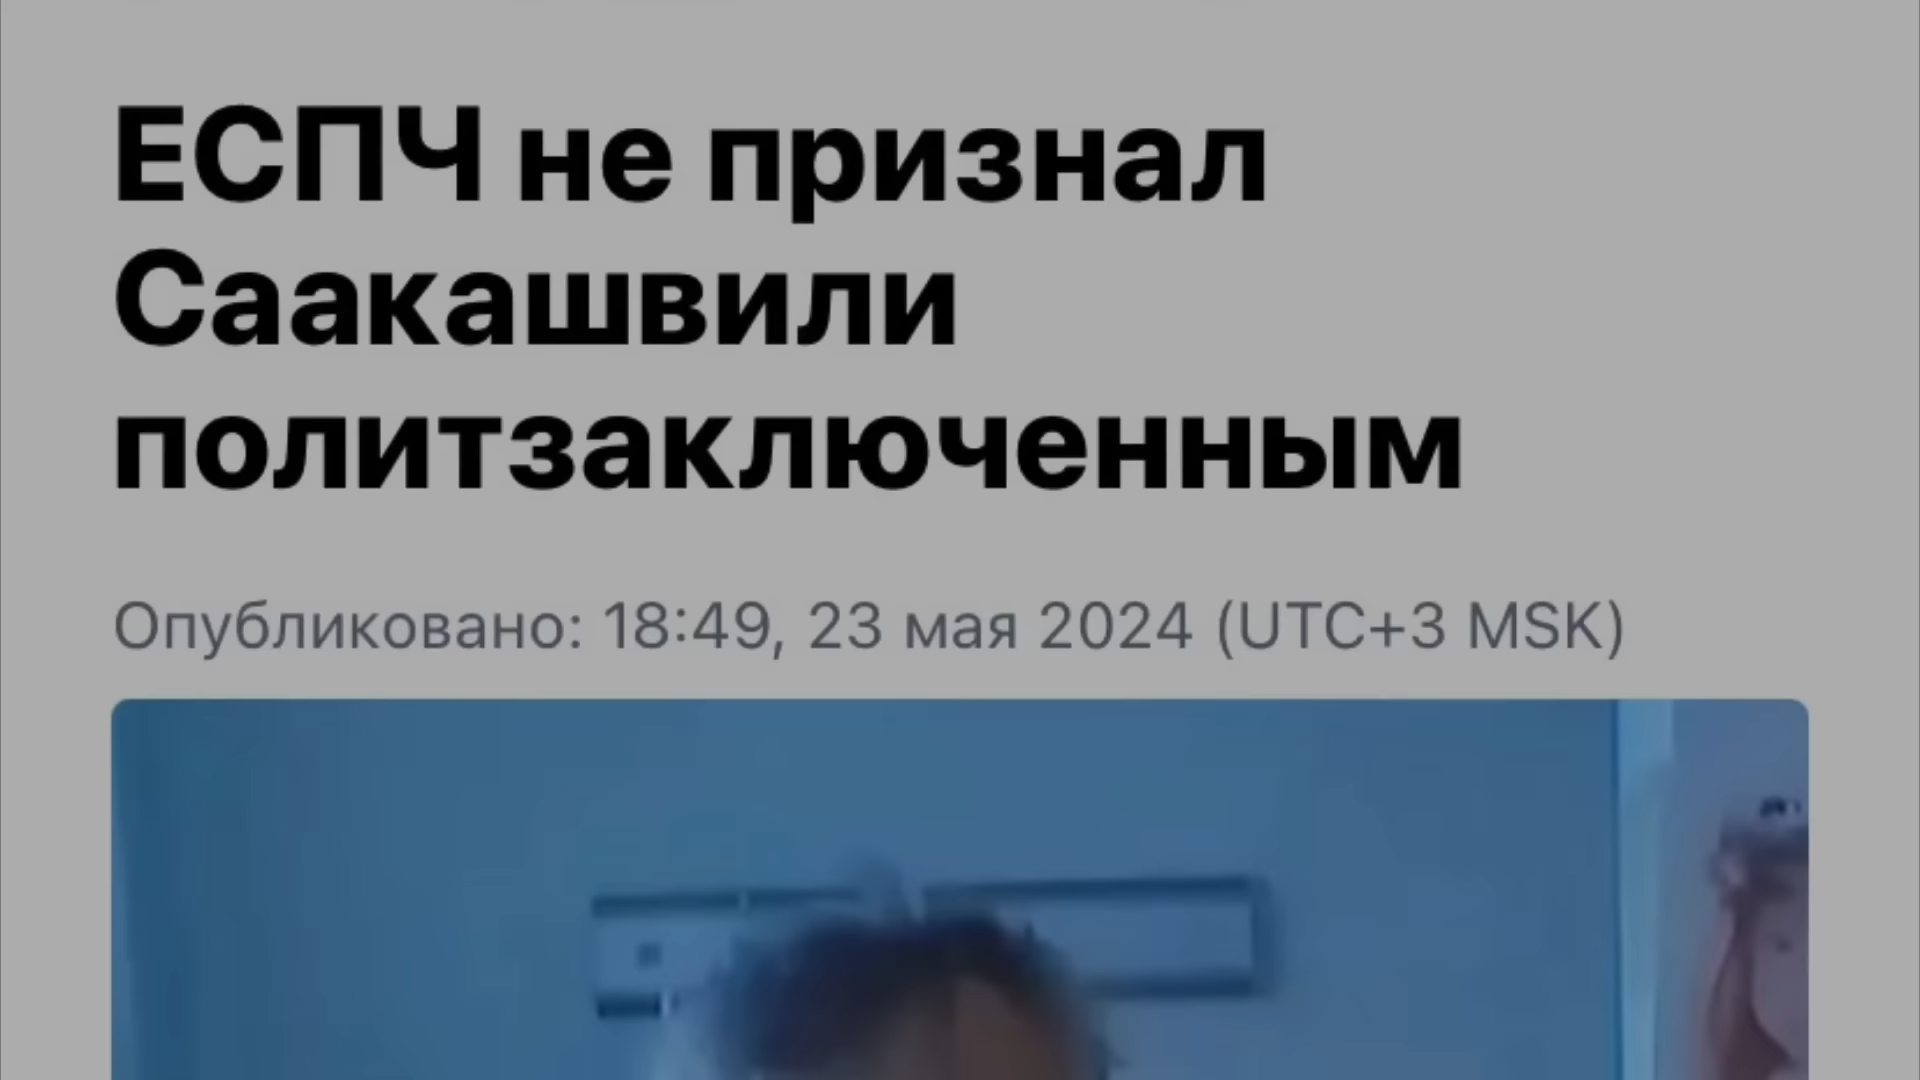 ЕСПЧ не признал
Саакашвили
политзаключенным
Опубликовано: 18:49, 23 мая 2024 (UTC+3 MSK)